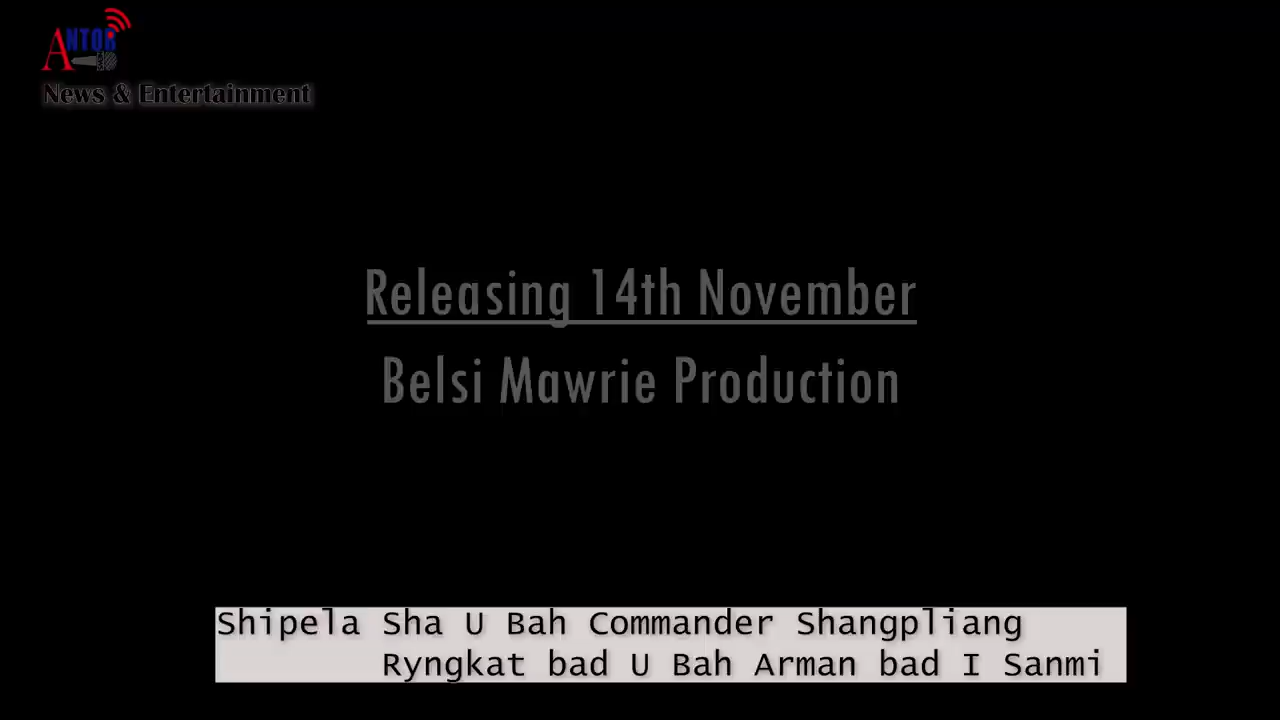 ANTOR
News & Entertainment
Releasing 14th November
Belsi Mawrie Production
Shipela Sha U Bah Commander Shangpliang
Ryngkat bad U Bah Arman bad I Sanmi